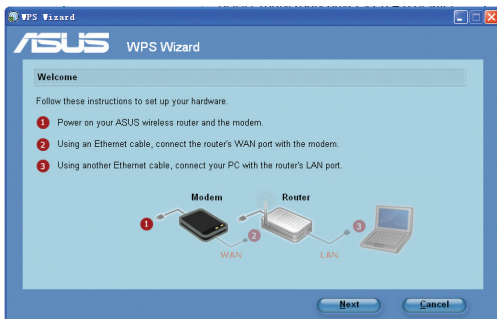 WPS Wizard
ASUS WPS Wizard
Welcome
Follow these instructions to set up your hardware.
1 Power on your ASUS wireless router and the modem.
2 Using an Ethernet cable, connect the router's WAN port with the modem.
3 Using another Ethernet cable, connect your PC with the router's LAN port.
Modem Router
1 2 3
WAN LAN
Next Cancel